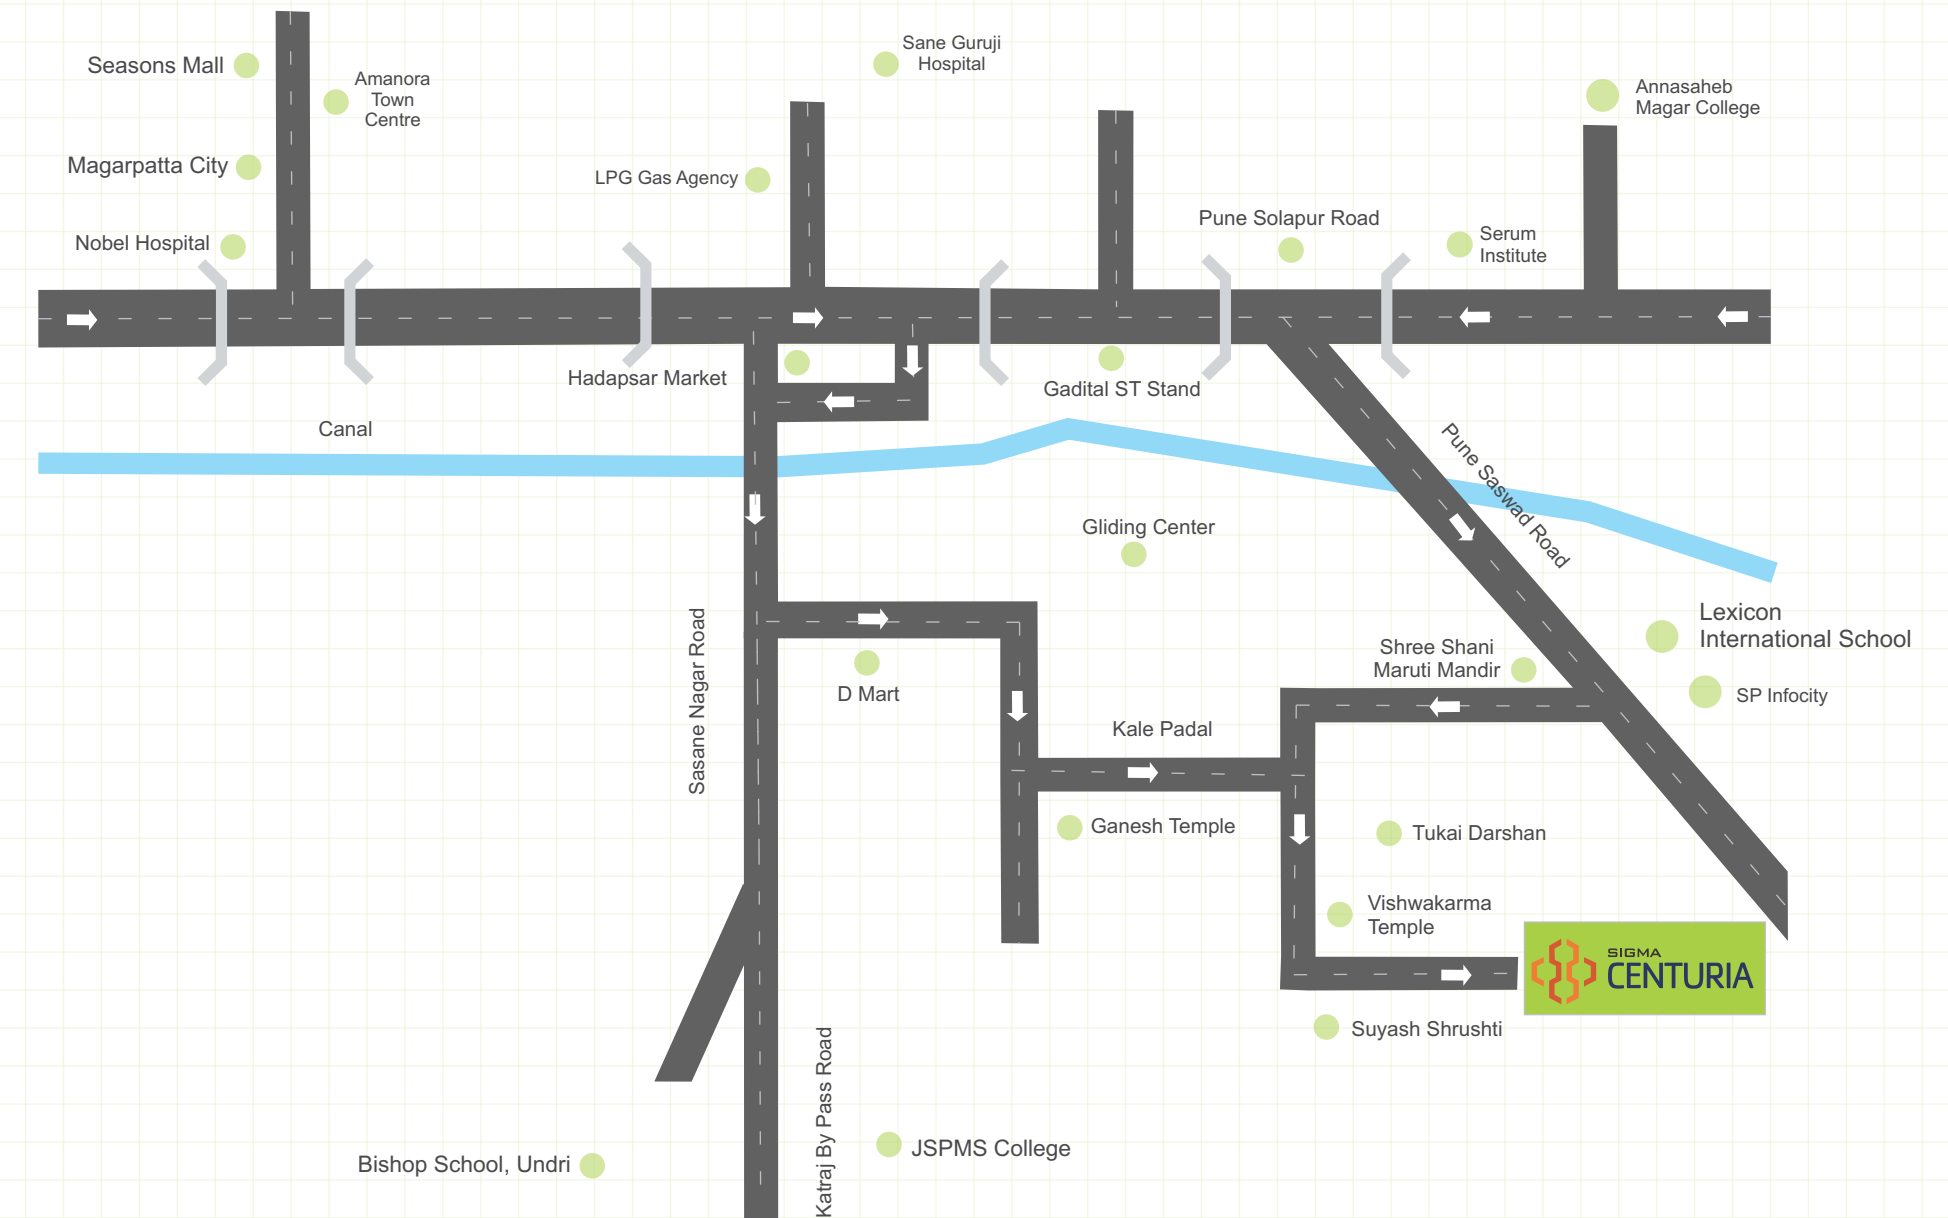 Seasons Mall
Amanora
Town
Centre
Sane Guruji
Hospital
Annasaheb
Magar College
Magarpatta City
LPG Gas Agency
Nobel Hospital
Pune Solapur Road
Serum
Institute
Hadapsar Market
Gadital ST Stand
Canal
Pune Saswad Road
Gliding Center
Sasane Nagar Road
D Mart
Shree Shani
Maruti Mandir
Lexicon
International School
SP Infocity
Kale Padal
Ganesh Temple
Tukai Darshan
Vishwakarma
Temple
SIGMA
CENTURIA
Suyash Shrushti
Katraj By Pass Road
JSPMS College
Bishop School, Undri